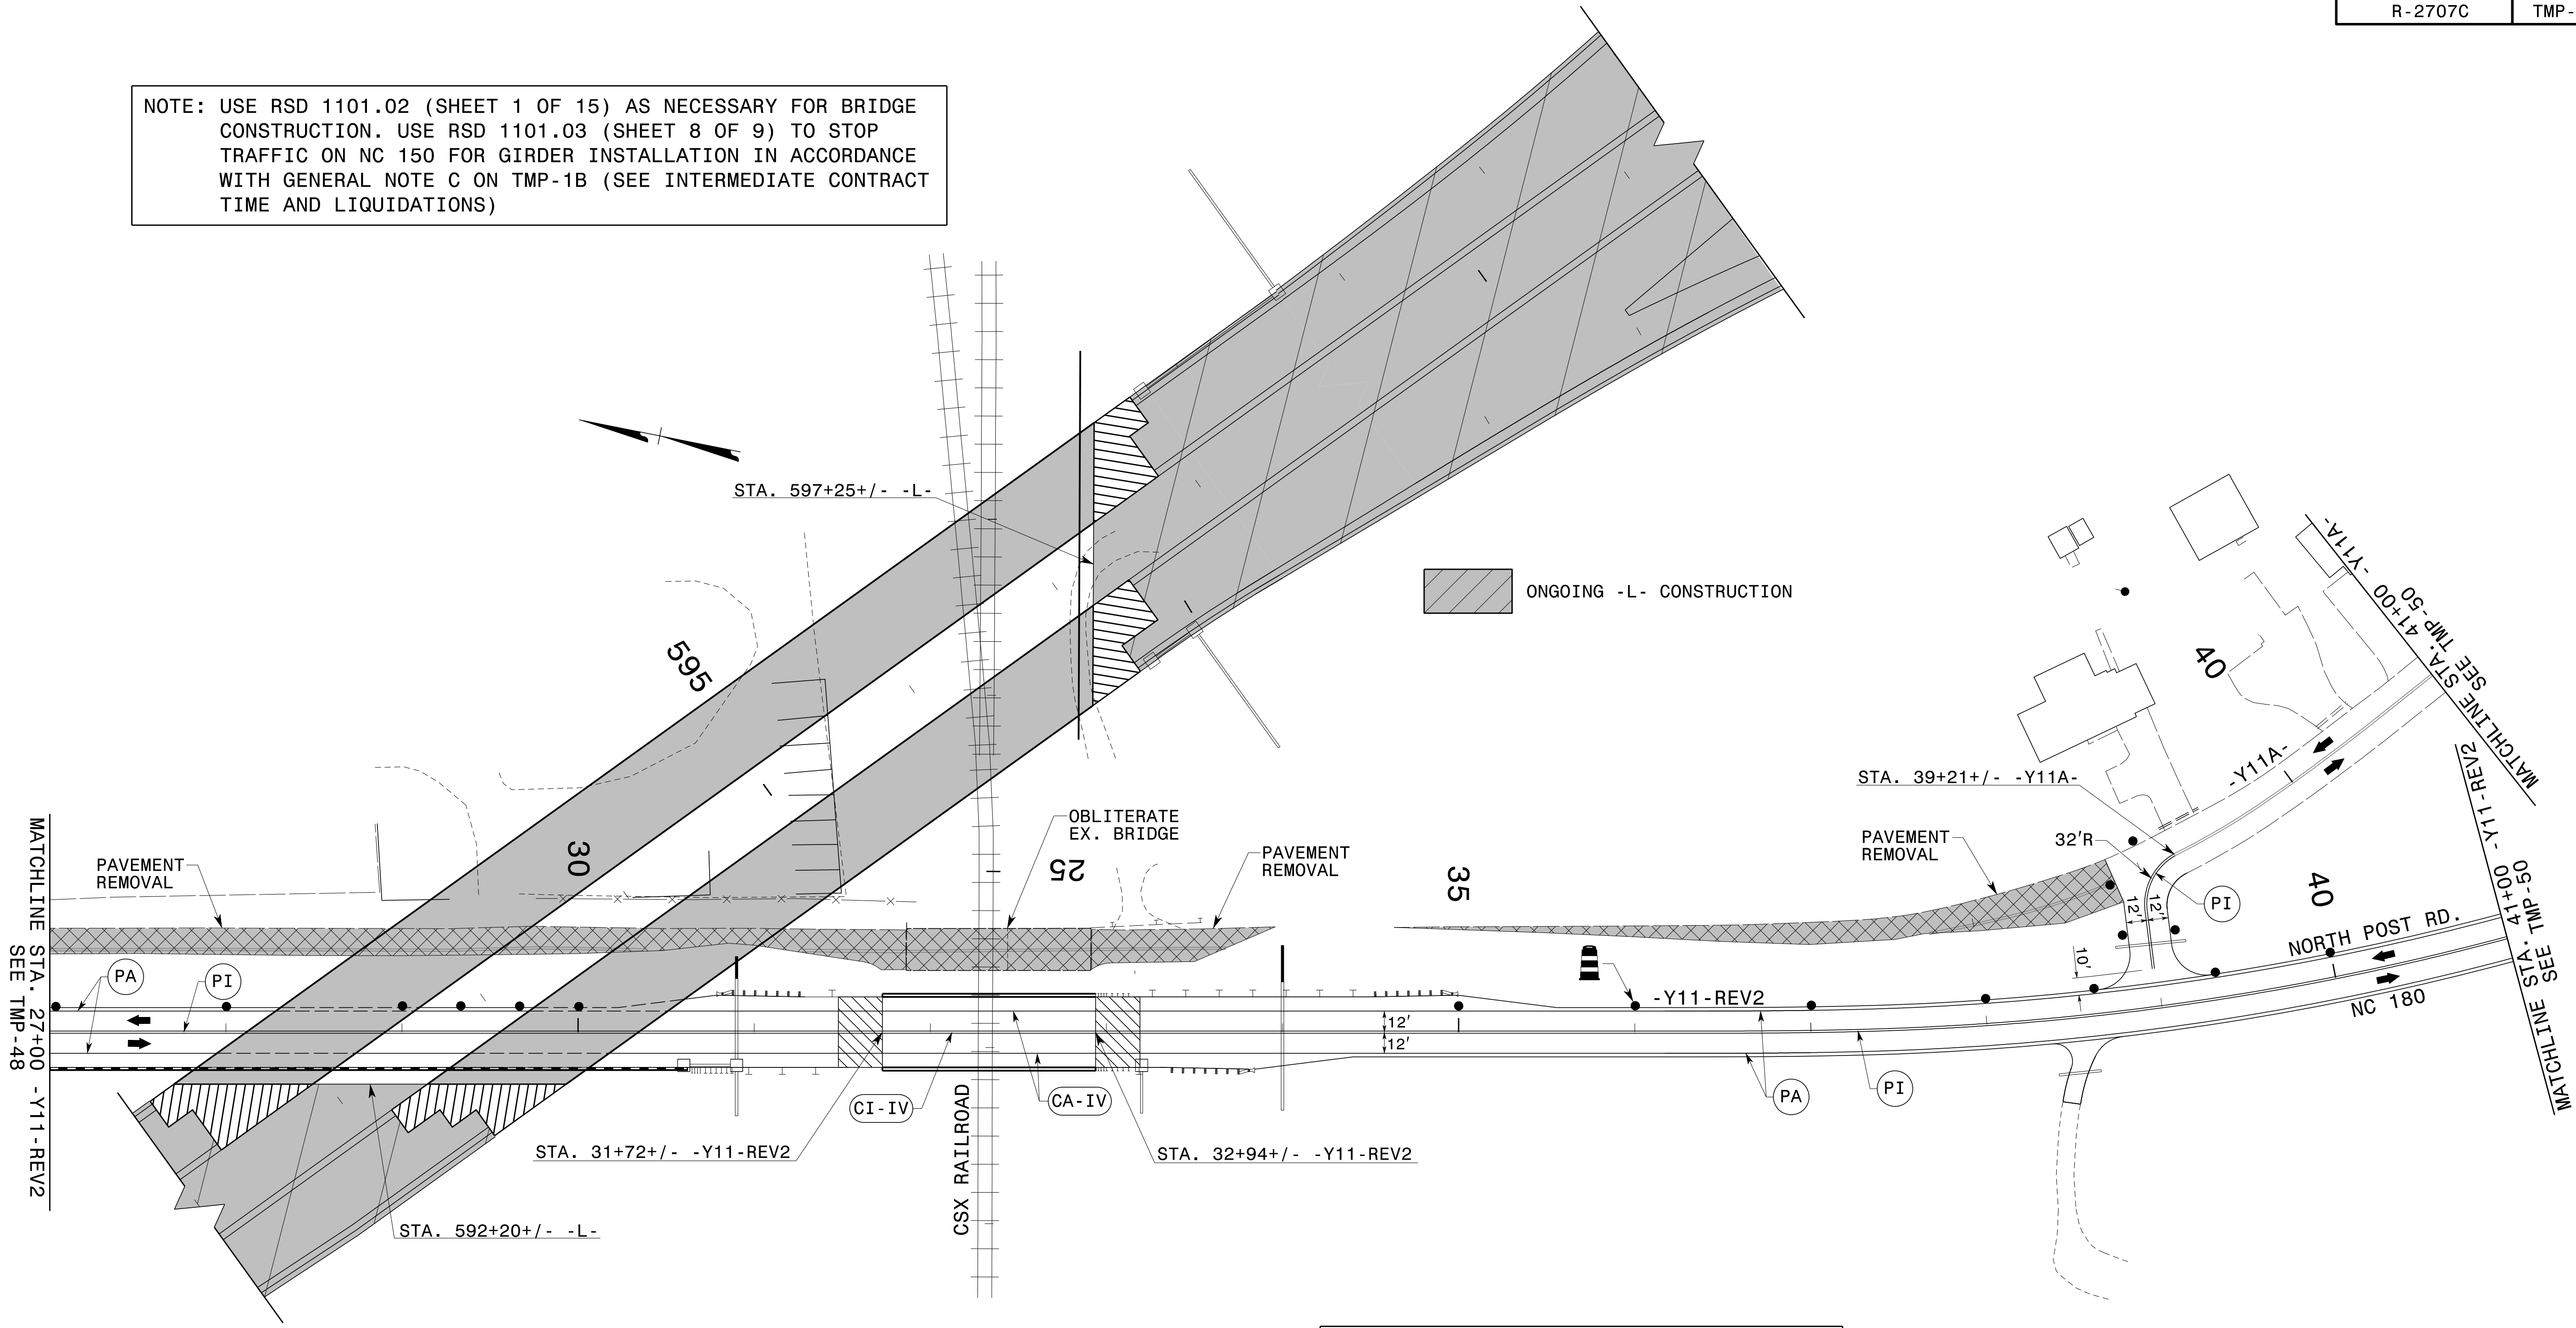 R-2707C
TMP-
NOTE: USE RSD 1101.02 (SHEET 1 OF 15) AS NECESSARY FOR BRIDGE
CONSTRUCTION. USE RSD 1101.03 (SHEET 8 OF 9) TO STOP
TRAFFIC ON NC 150 FOR GIRDER INSTALLATION IN ACCORDANCE
WITH GENERAL NOTE C ON TMP-1B (SEE INTERMEDIATE CONTRACT
TIME AND LIQUIDATIONS)
STA. 597+25+/- -L-
ONGOING -L- CONSTRUCTION
595
MATCHLINE STA. 41+00 -Y11A-
SEE TMP-50
40
-Y11A-
STA. 39+21+/- -Y11A-
32'R
PAVEMENT
REMOVAL
PI
12'
12'
10'
40
NORTH POST RD.
NC 180
MATCHLINE STA. 41+00 -Y11-REV2
SEE TMP-50
MATCHLINE STA. 27+00 -Y11-REV2
SEE TMP-48
PAVEMENT
REMOVAL
30
OBLITERATE
EX. BRIDGE
25
PAVEMENT
REMOVAL
35
PA
PI
-Y11-REV2
12'
12'
CI-IV
CA-IV
PA
PI
STA. 31+72+/- -Y11-REV2
CSX RAILROAD
STA. 32+94+/- -Y11-REV2
STA. 592+20+/- -L-